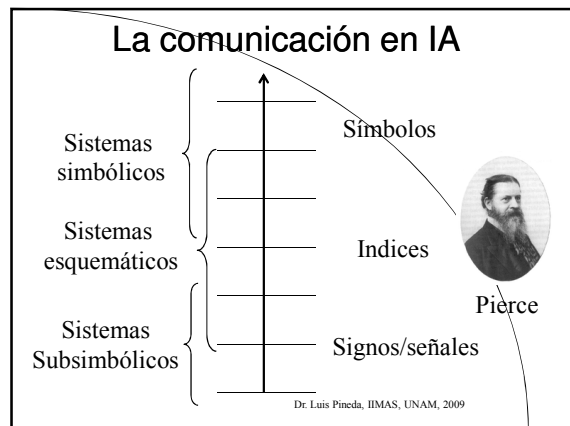 La comunicación en IA
Símbolos
Sistemas
simbólicos
Sistemas
esquemáticos
Indices
Pierce
Sistemas
Subsimbólicos
Signos/señales
Dr. Luis Pineda, IIMAS, UNAM, 2009